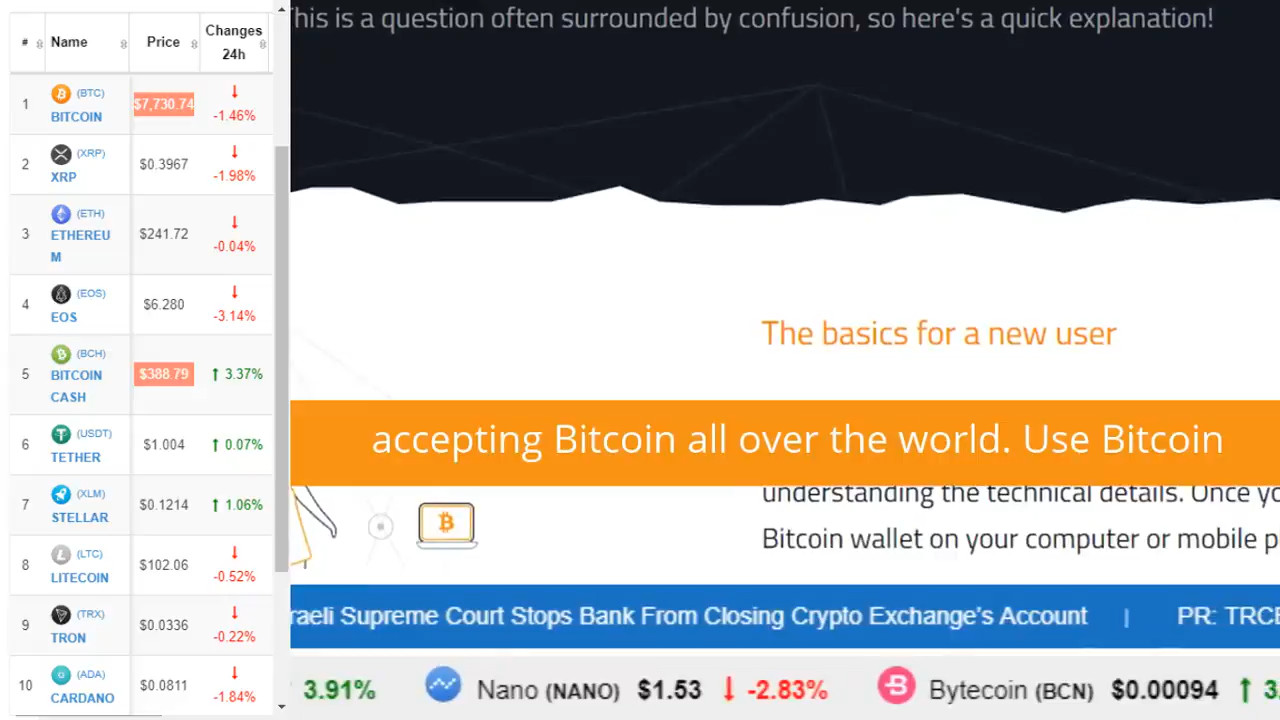 # Name Price Changes 24h
1 (BTC) BITCOIN $7,730.74 -1.46%
2 (XRP) XRP $0.3967 -1.98%
3 (ETH) ETHEREUM $241.72 -0.04%
4 (EOS) EOS $6.280 -3.14%
5 (BCH) BITCOIN CASH $388.79 ↑ 3.37%
6 (USDT) TETHER $1.004 ↑ 0.07%
7 (XLM) STELLAR $0.1214 ↑ 1.06%
8 (LTC) LITECOIN $102.06 -0.52%
9 (TRX) TRON $0.0336 -0.22%
10 (ADA) CARDANO $0.0811 -1.84%
his is a question often surrounded by confusion, so here's a quick explanation!
The basics for a new user
accepting Bitcoin all over the world. Use Bitcoin
understanding the technical details. Once yo
Bitcoin wallet on your computer or mobile p
raeli Supreme Court Stops Bank From Closing Crypto Exchange's Account | PR: TRCE
3.91% Nano (NANO) $1.53 ↓ -2.83% Bytecoin (BCN) $0.00094 ↑ 3.